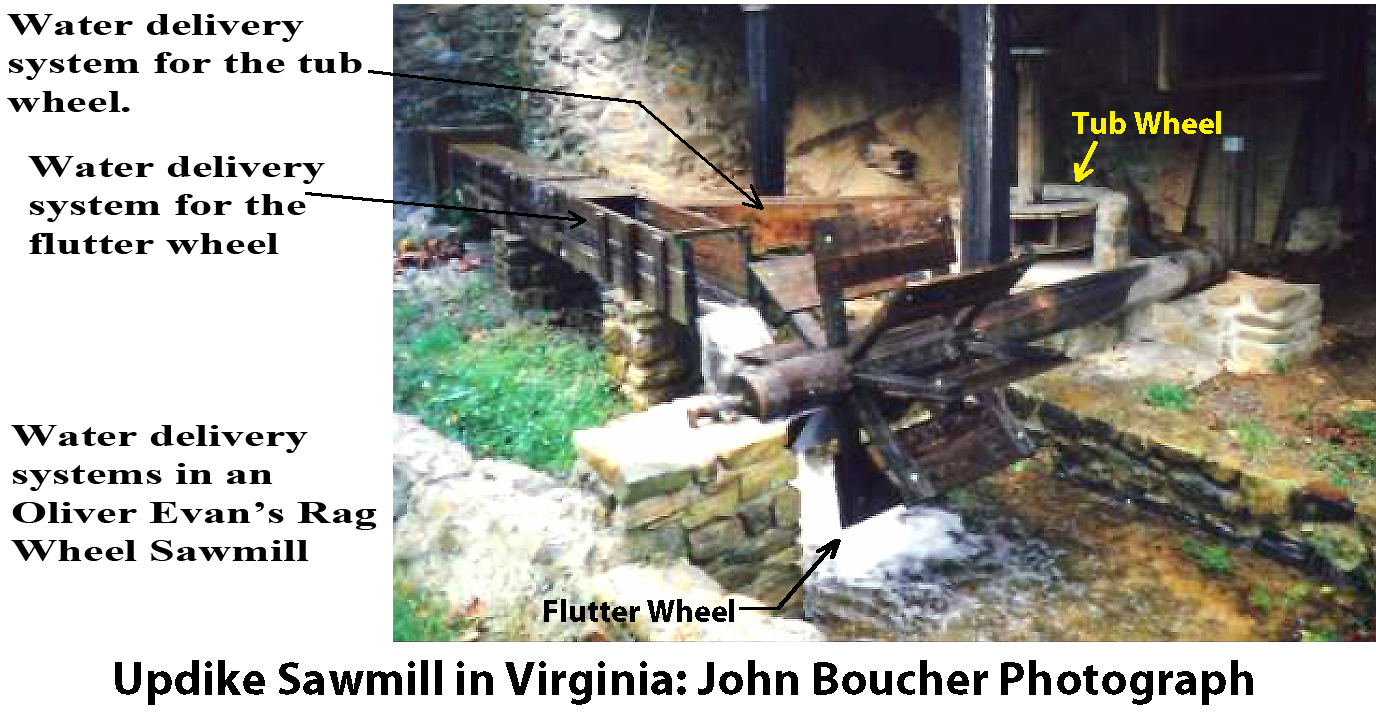 Water delivery
system for the tub
wheel.
Water delivery
system for the
flutter wheel
Tub Wheel
Water delivery
systems in an
Oliver Evan’s Rag
Wheel Sawmill
Flutter Wheel
Updike Sawmill in Virginia: John Boucher Photograph